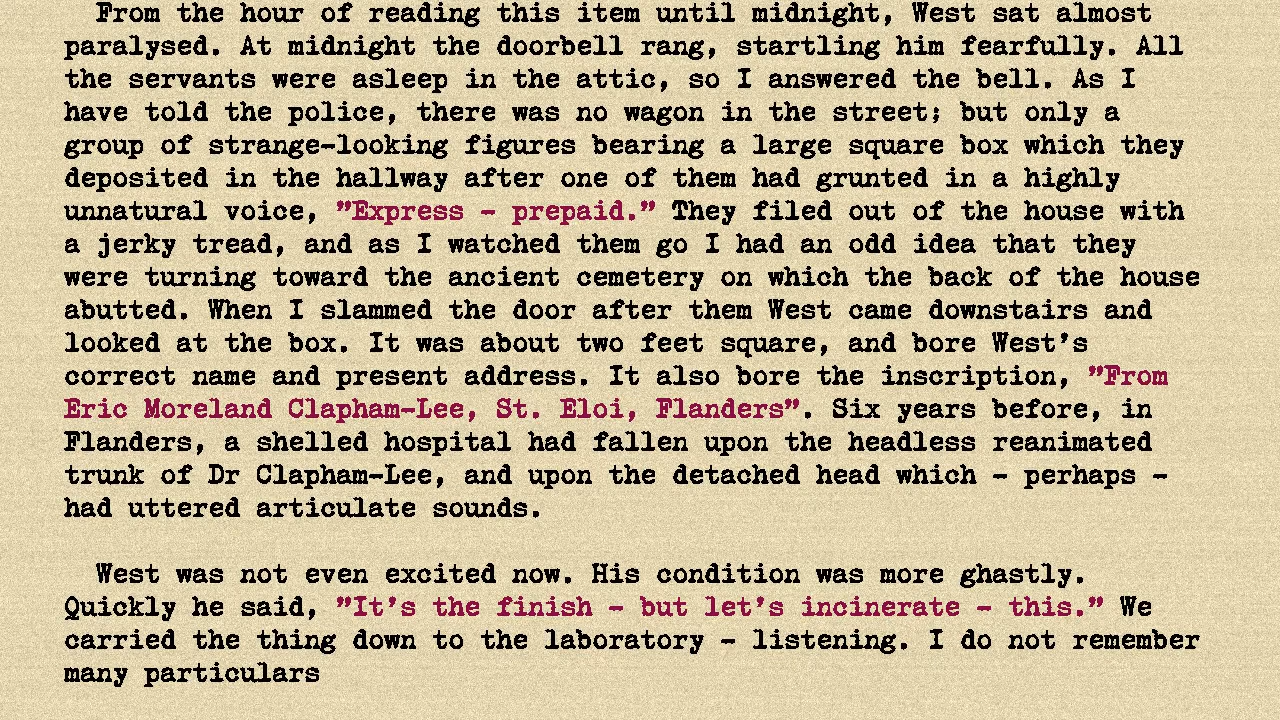 From the hour of reading this item until midnight, West sat almost
paralysed. At midnight the doorbell rang, startling him fearfully. All
the servants were asleep in the attic, so I answered the bell. As I
have told the police, there was no wagon in the street; but only a
group of strange-looking figures bearing a large square box which they
deposited in the hallway after one of them had grunted in a highly
unnatural voice, ”Express - prepaid.” They filed out of the house with
a jerky tread, and as I watched them go I had an odd idea that they
were turning toward the ancient cemetery on which the back of the house
abutted. When I slammed the door after them West came downstairs and
looked at the box. It was about two feet square, and bore West’s
correct name and present address. It also bore the inscription, ”From
Eric Moreland Clapham-Lee, St. Eloi, Flanders”. Six years before, in
Flanders, a shelled hospital had fallen upon the headless reanimated
trunk of Dr Clapham-Lee, and upon the detached head which - perhaps -
had uttered articulate sounds.
West was not even excited now. His condition was more ghastly.
Quickly he said, ”It’s the finish - but let’s incinerate - this.” We
carried the thing down to the laboratory - listening. I do not remember
many particulars